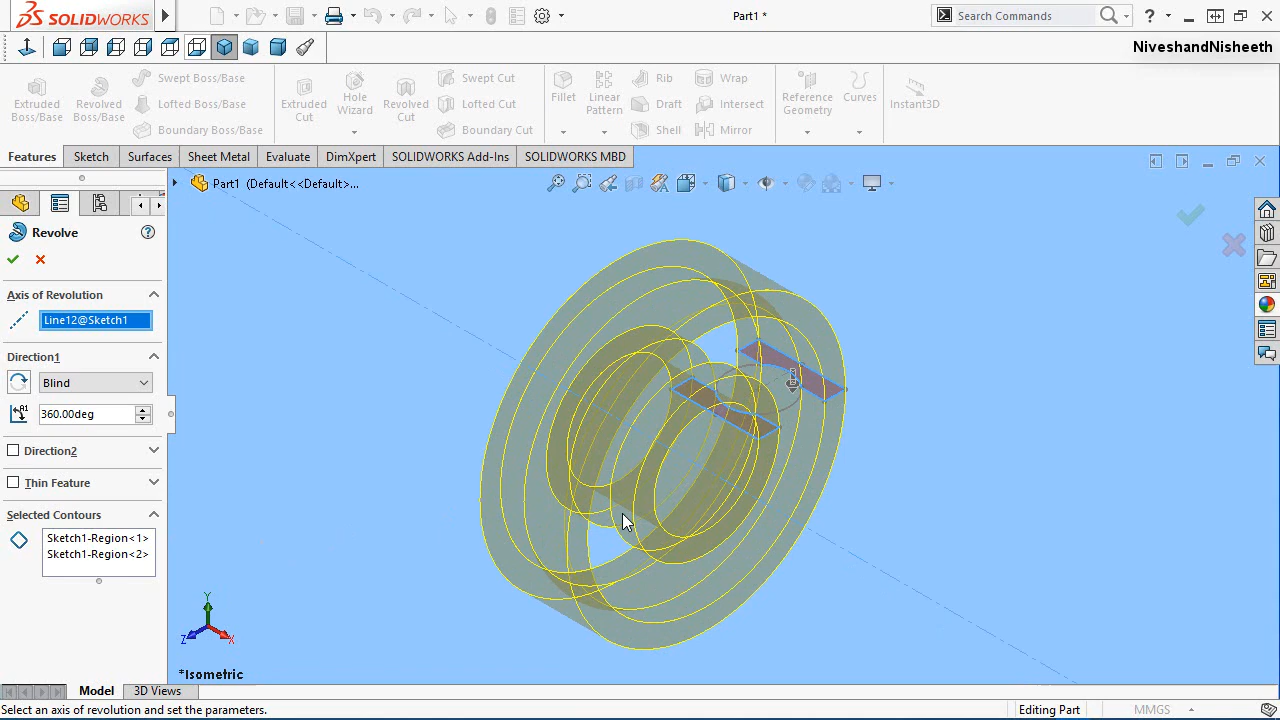 SOLIDWORKS
Part1 *
Search Commands
?
NiveshandNisheeth
Extruded Boss/Base
Revolved Boss/Base
Swept Boss/Base
Lofted Boss/Base
Boundary Boss/Base
Extruded Cut
Hole Wizard
Revolved Cut
Swept Cut
Lofted Cut
Boundary Cut
Fillet
Linear Pattern
Rib
Draft
Shell
Wrap
Intersect
Mirror
Reference Geometry
Curves
Instant3D
Features
Sketch
Surfaces
Sheet Metal
Evaluate
DimXpert
SOLIDWORKS Add-Ins
SOLIDWORKS MBD
Part1 (Default<<Default>...
Revolve
Axis of Revolution
Line12@Sketch1
Direction1
Blind
360.00deg
Direction2
Thin Feature
Selected Contours
Sketch1-Region<1>
Sketch1-Region<2>
Y
Z
X
*Isometric
Model
3D Views
Select an axis of revolution and set the parameters.
Editing Part
MMGS